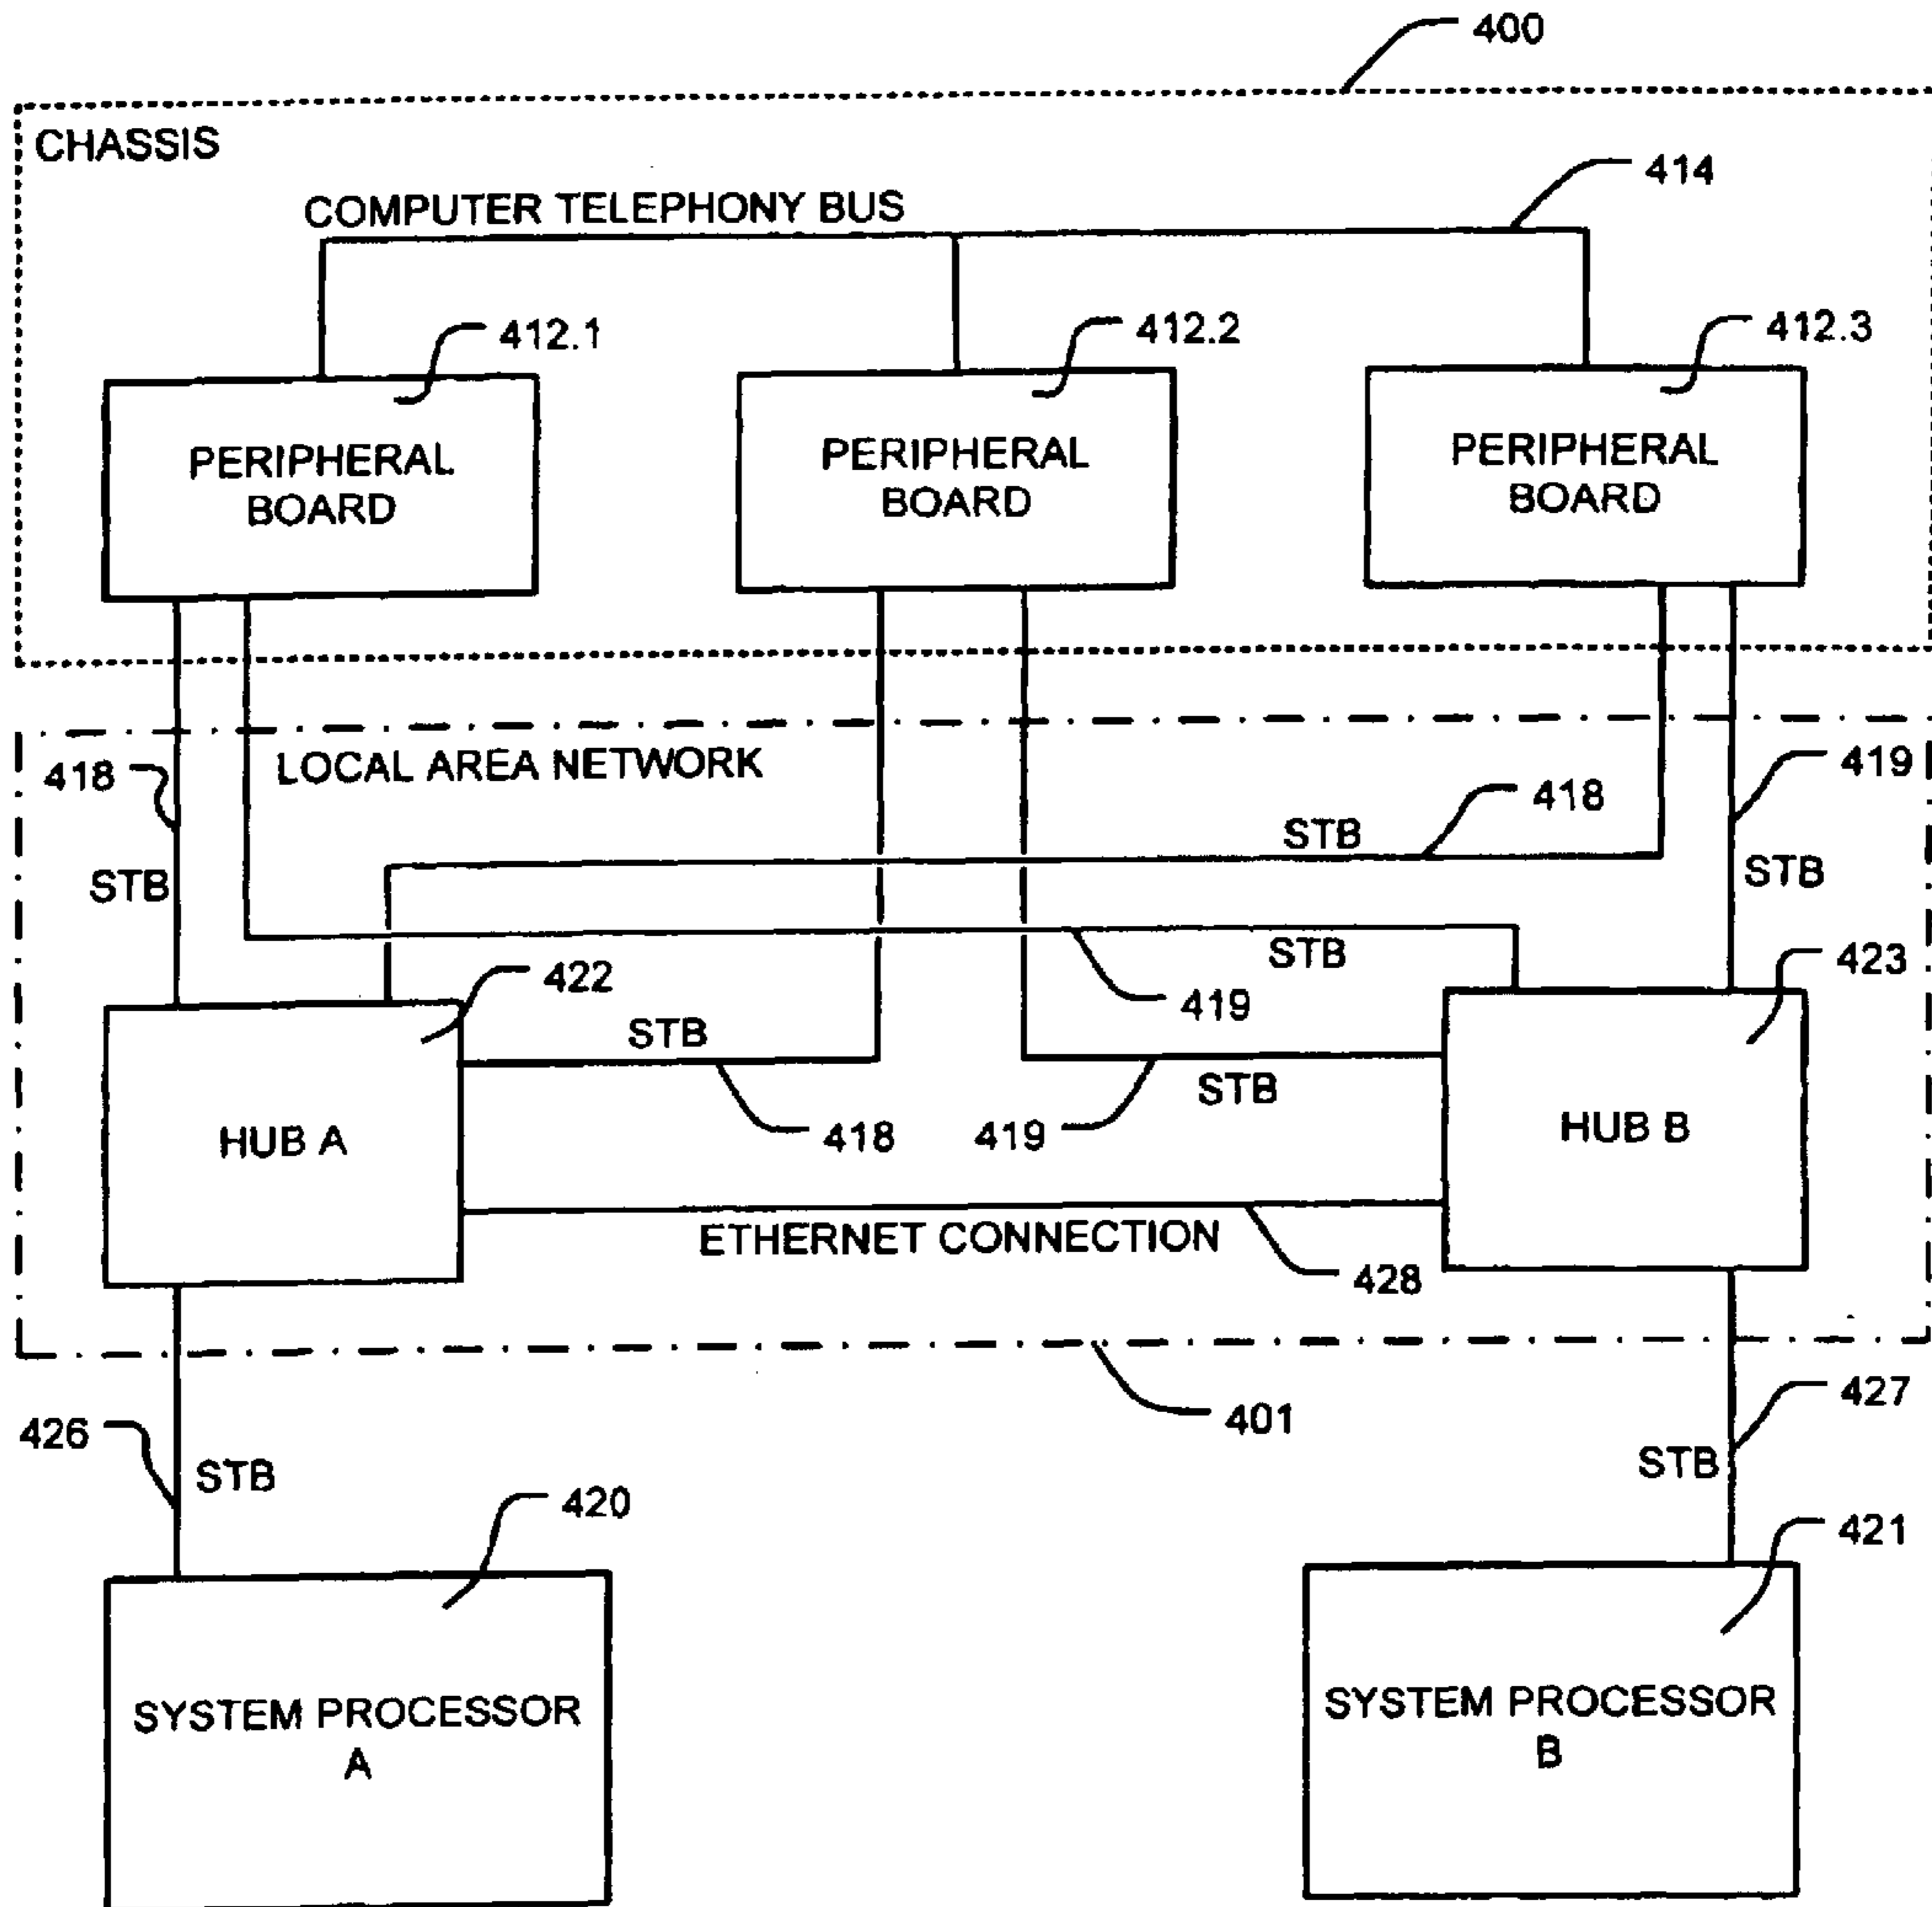 400
CHASSIS
414
COMPUTER TELEPHONY BUS
412.1
412.2
412.3
PERIPHERAL
BOARD
PERIPHERAL
BOARD
PERIPHERAL
BOARD
LOCAL AREA NETWORK
418
419
418
STB
STB
STB
STB
422
423
419
STB
418
419
STB
HUB A
HUB B
ETHERNET CONNECTION
428
401
426
427
STB
STB
420
421
SYSTEM PROCESSOR
A
SYSTEM PROCESSOR
B